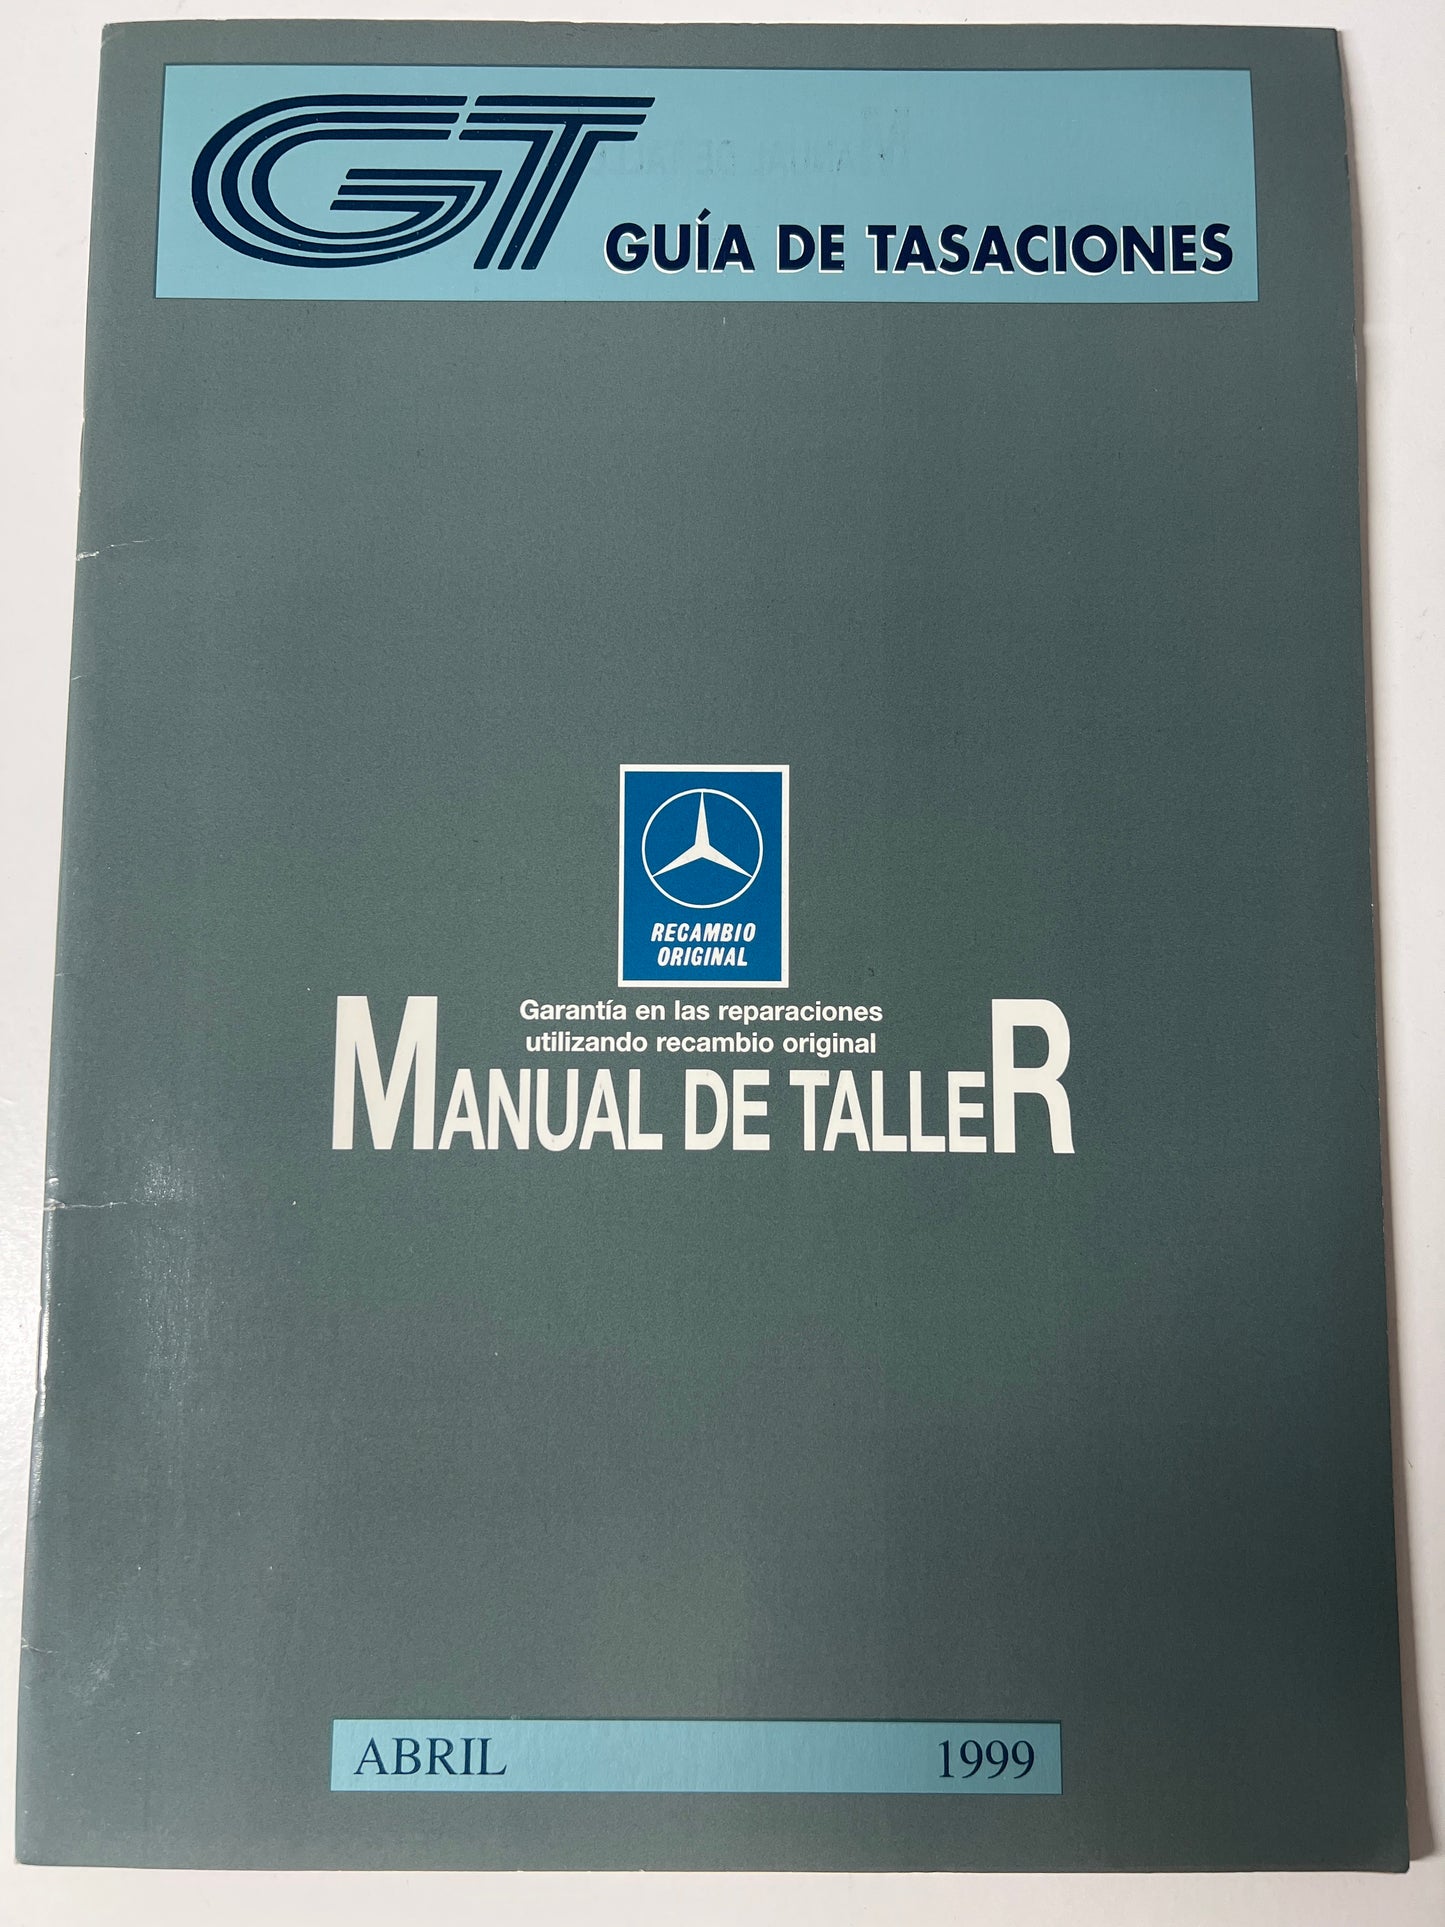 GT
GUÍA DE TASACIONES
RECAMBIO
ORIGINAL
Garantía en las reparaciones
utilizando recambio original
MANUAL DE TALLER
ABRIL 1999